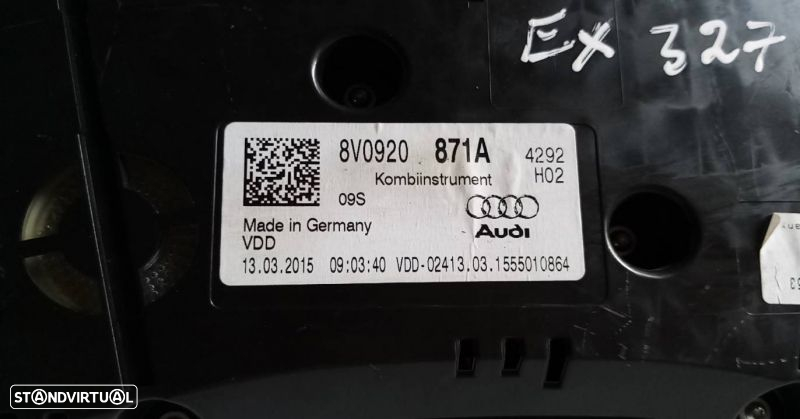 EX 327
8V0920 871A 4292
Kombiinstrument H02
09S
Audi
Made in Germany
VDD
13.03.2015 09:03:40 VDD-02413.03.1555010864
STANDVIRTUAL